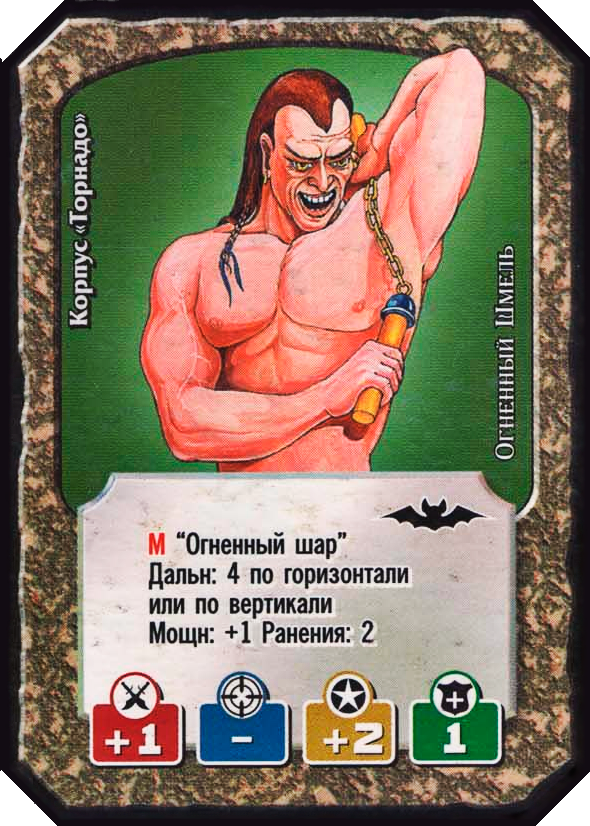 Корпус «Торнадо»
Огненный Шмель
М "Огненный шар"
Дальн: 4 по горизонтали
или по вертикали
Мощн: +1 Ранения: 2
+1 - +2 1